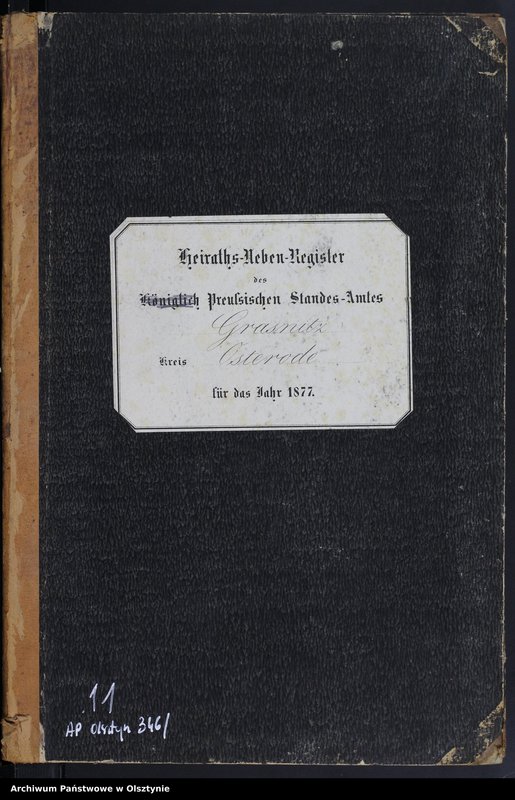 Heiraths-Neben-Register
des
Königlich Preußischen Standes-Amtes
Grasnitz
Kreis Osterode
für das Jahr 1877.
11
AP Olsztyn 346/
Archiwum Państwowe w Olsztynie